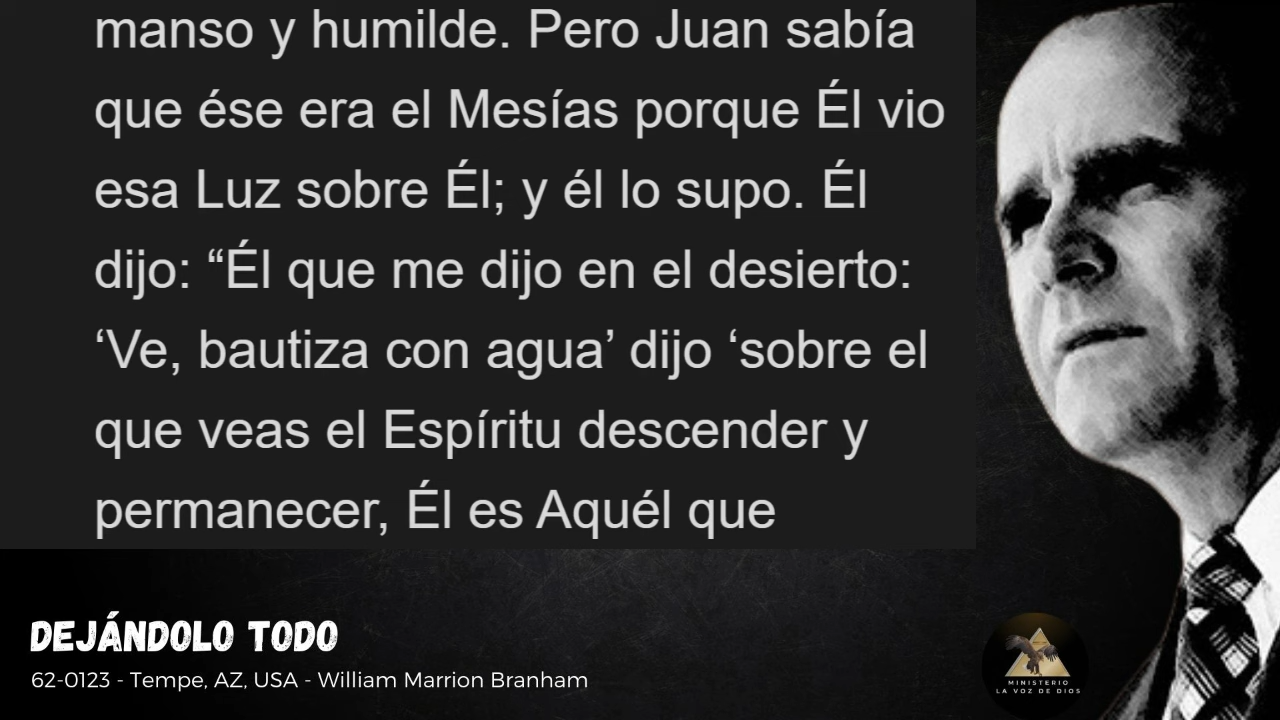 manso y humilde. Pero Juan sabía
que ése era el Mesías porque Él vio
esa Luz sobre Él; y él lo supo. Él
dijo: “Él que me dijo en el desierto:
‘Ve, bautiza con agua’ dijo ‘sobre el
que veas el Espíritu descender y
permanecer, Él es Aquél que
DEJÁNDOLO TODO
62-0123 - Tempe, AZ, USA - William Marrion Branham
MINISTERIO
LA VOZ DE DIOS